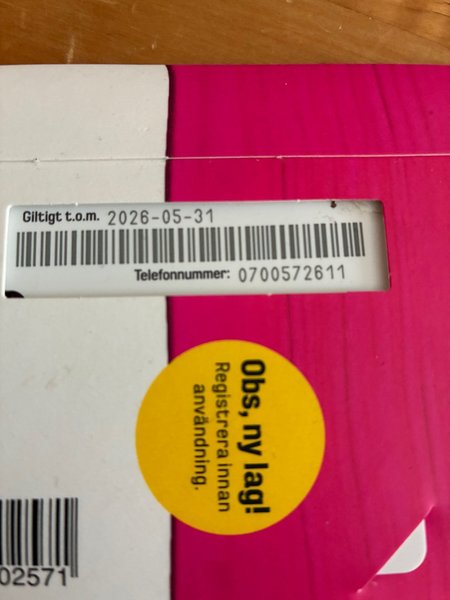 Giltigt t.o.m. 2026-05-31
Telefonnummer: 0700572611
Obs, ny lag!
Registrera innan
användning.
02571